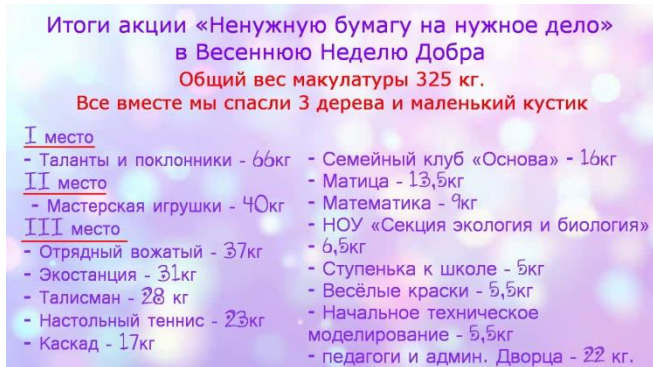 Итоги акции «Ненужную бумагу на нужное дело»
в Весеннюю Неделю Добра
Общий вес макулатуры 325 кг.
Все вместе мы спасли 3 дерева и маленький кустик
I место
- Таланты и поклонники - 66кг
II место
- Мастерская игрушки - 40кг
III место
- Отрядный вожатый - 37кг
- Экостанция - 31кг
- Талисман - 28 кг
- Настольный теннис - 23кг
- Каскад - 17кг
- Семейный клуб «Основа» - 16кг
- Матица - 13,5кг
- Математика - 9кг
- НОУ «Секция экология и биология»
- 6,5кг
- Ступенька к школе - 5кг
- Весёлые краски - 5,5кг
- Начальное техническое
моделирование - 5,5кг
- педагоги и админ. Дворца - 22 кг.